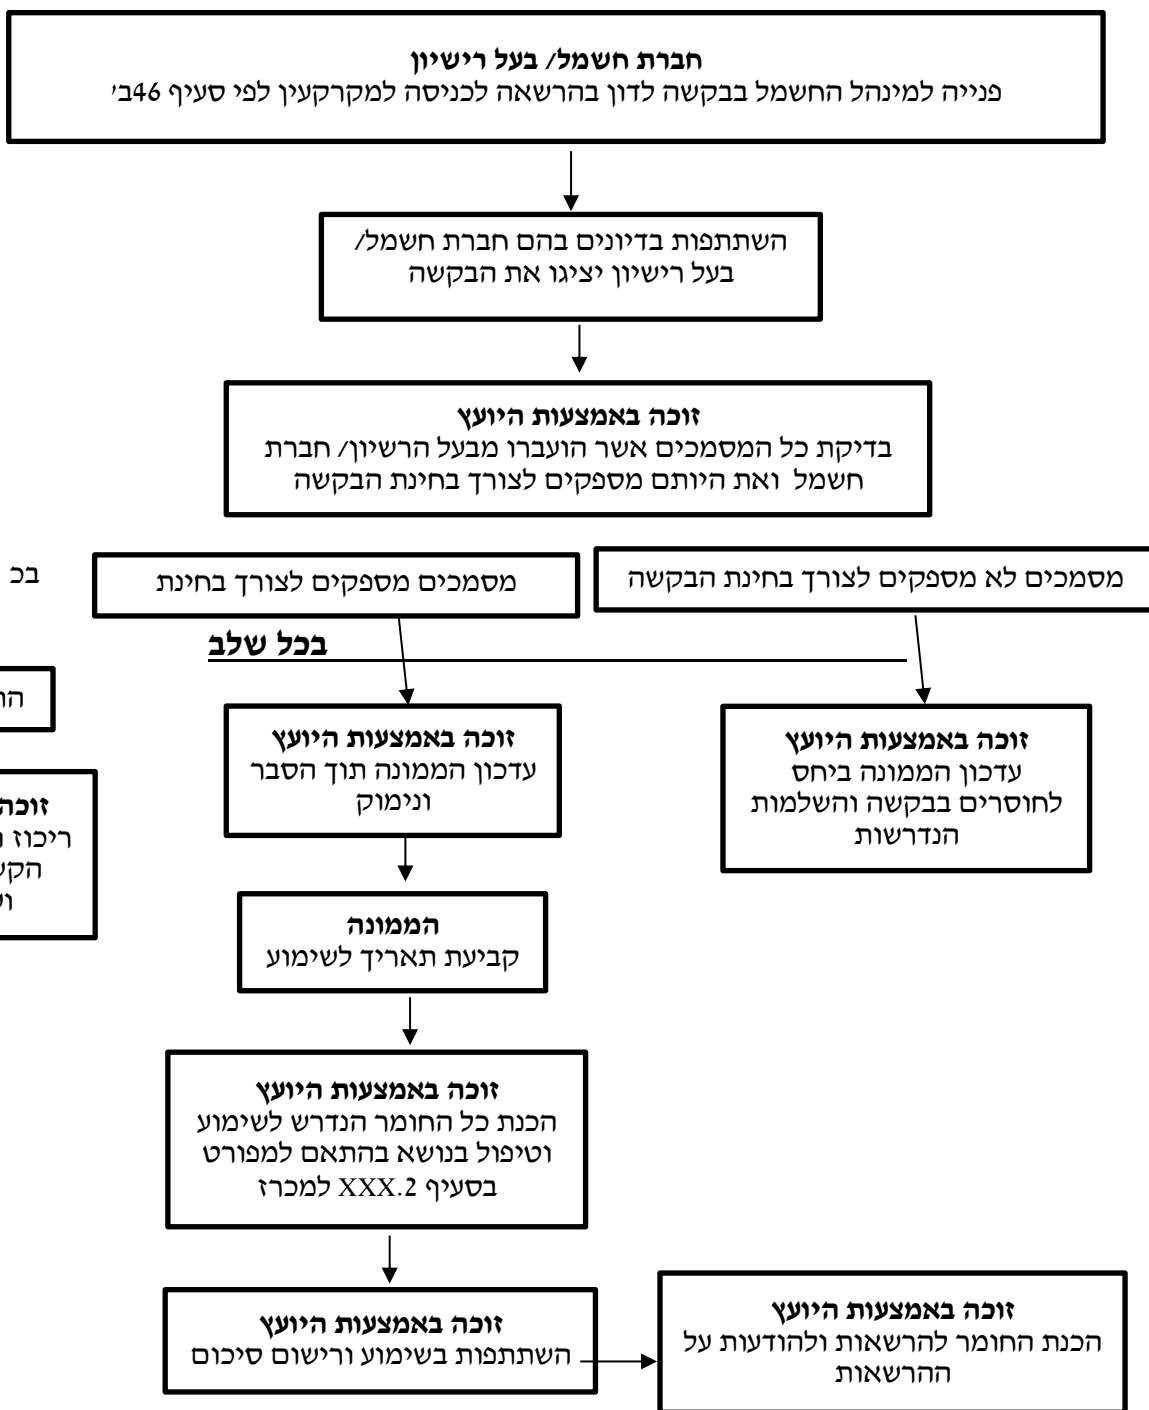 חברת חשמל/ בעל רישיון
פנייה למינהל החשמל בבקשה לדון בהרשאה לכניסה למקרקעין לפי סעיף 46ב'
השתתפות בדיונים בהם חברת חשמל/
בעל רישיון יציגו את הבקשה
זוכה באמצעות היועץ
בדיקת כל המסמכים אשר הועברו מבעל הרשיון/ חברת
חשמל ואת היותם מספקים לצורך בחינת הבקשה
מסמכים לא מספקים לצורך בחינת הבקשה
מסמכים מספקים לצורך בחינת
בכ
בכל שלב
זוכה באמצעות היועץ
עדכון הממונה ביחס
לחוסרים בבקשה והשלמות
הנדרשות
זוכה באמצעות היועץ
עדכון הממונה תוך הסבר
ונימוק
זוכה
ריכוז
הממונה
קביעת תאריך לשימוע
זוכה באמצעות היועץ
הכנת כל החומר הנדרש לשימוע
וטיפול בנושא בהתאם למפורט
בסעיף 2.XXX למכרז
זוכה באמצעות היועץ
השתתפות בשימוע ורישום סיכום
זוכה באמצעות היועץ
הכנת החומר להרשאות ולהודעות על
ההרשאות